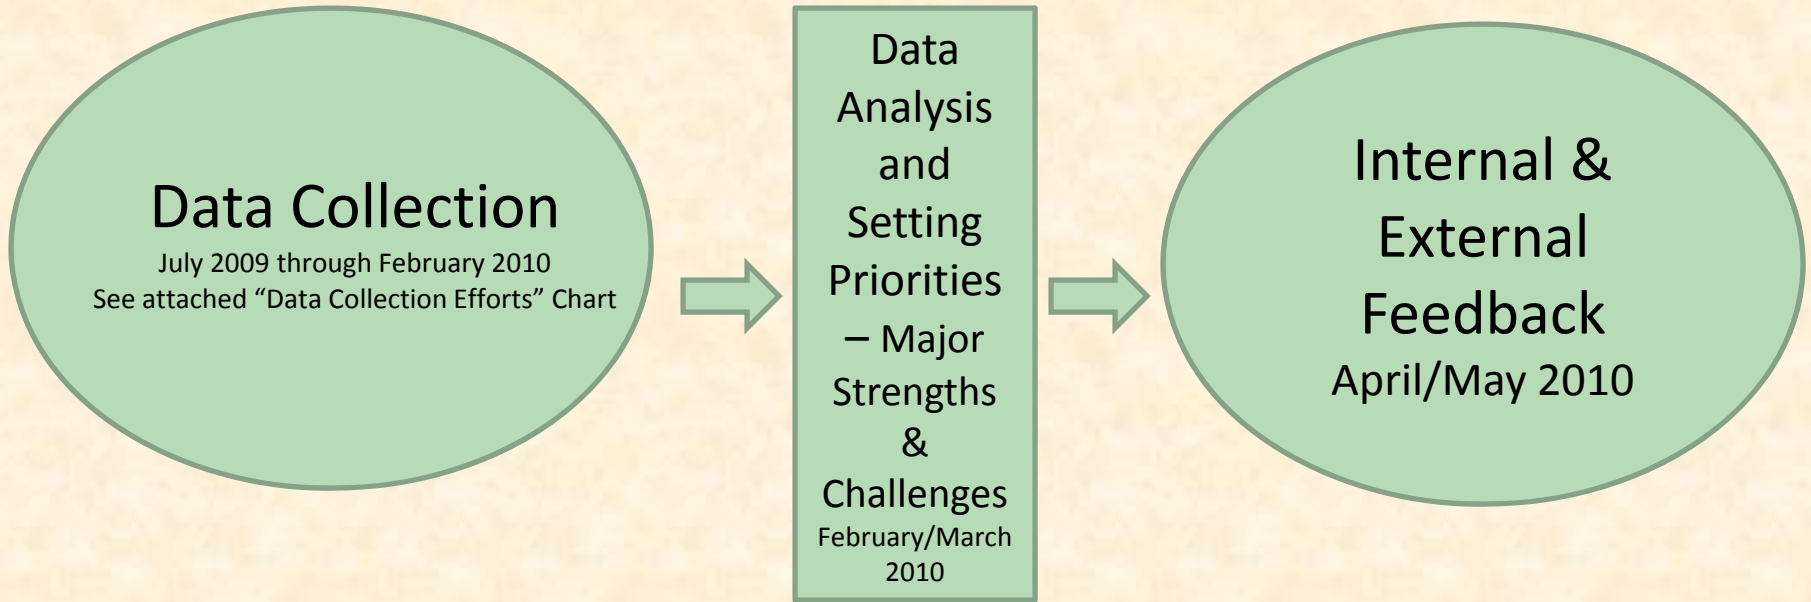 Data Collection
July 2009 through February 2010
See attached “Data Collection Efforts” Chart
Data
Analysis
and
Setting
Priorities
– Major
Strengths
&
Challenges
February/March
2010
Internal &
External
Feedback
April/May 2010